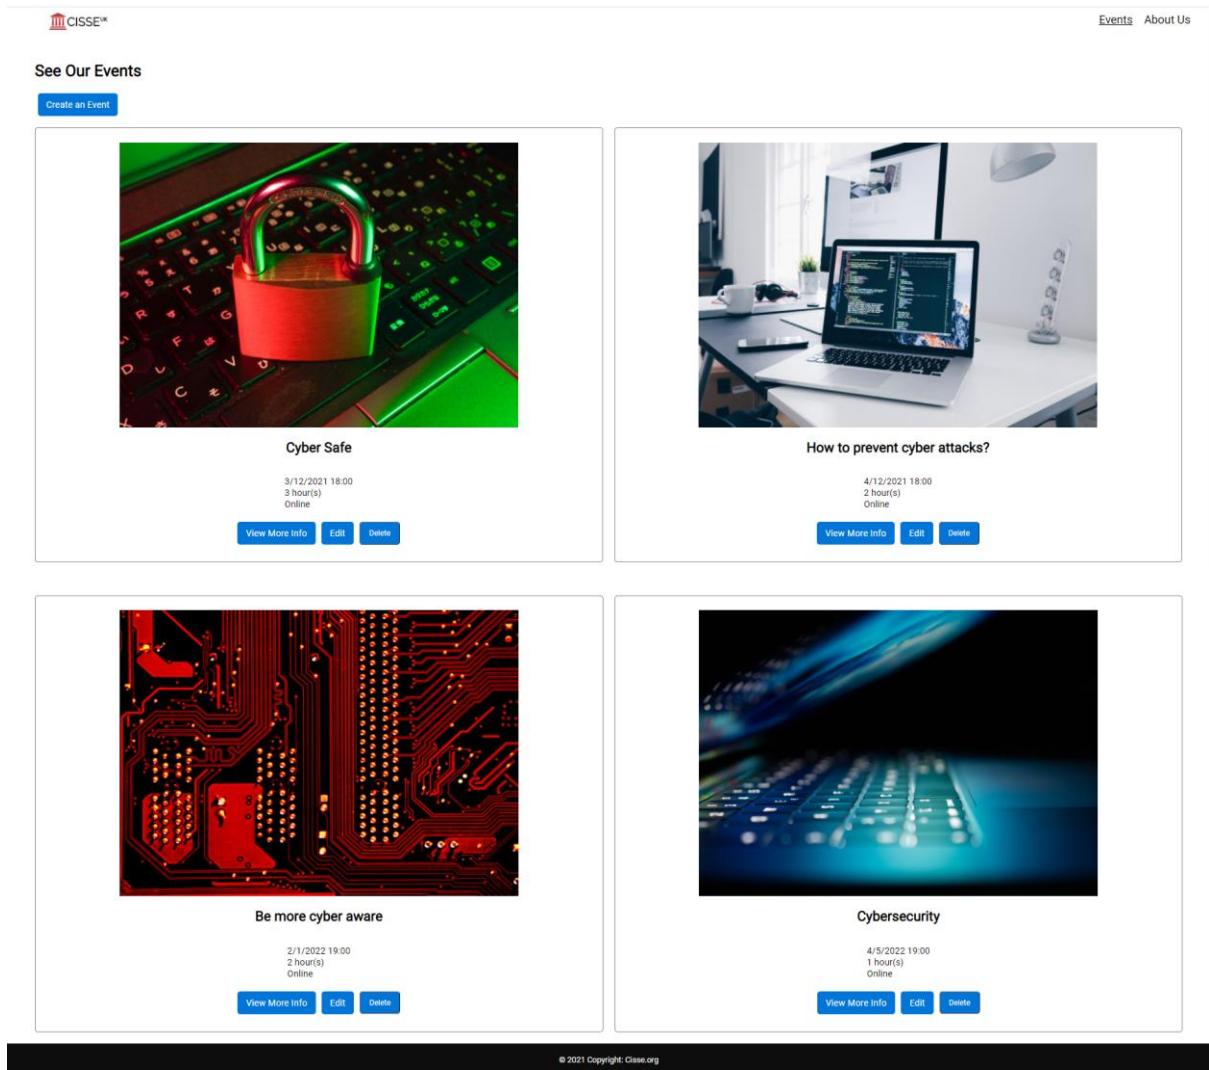 CISSEᵁᴷ
Events About Us
See Our Events
Create an Event
Cyber Safe
3/12/2021 18:00
3 hour(s)
Online
View More Info Edit Delete
How to prevent cyber attacks?
4/12/2021 18:00
2 hour(s)
Online
View More Info Edit Delete
Be more cyber aware
2/1/2022 19:00
2 hour(s)
Online
View More Info Edit Delete
Cybersecurity
4/5/2022 19:00
1 hour(s)
Online
View More Info Edit Delete
© 2021 Copyright: Cisse.org